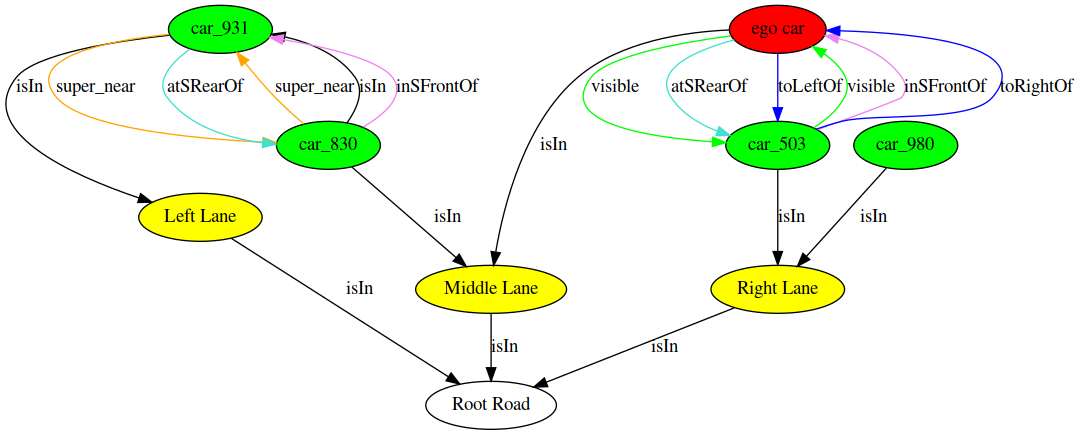 car_931
ego car
isIn
super_near
atSRearOf
super_near
isIn
inSFrontOf
visible
atSRearOf
toLeftOf
visible
inSFrontOf
toRightOf
car_830
car_503
car_980
isIn
isIn
isIn
isIn
Left Lane
Middle Lane
Right Lane
isIn
isIn
isIn
Root Road